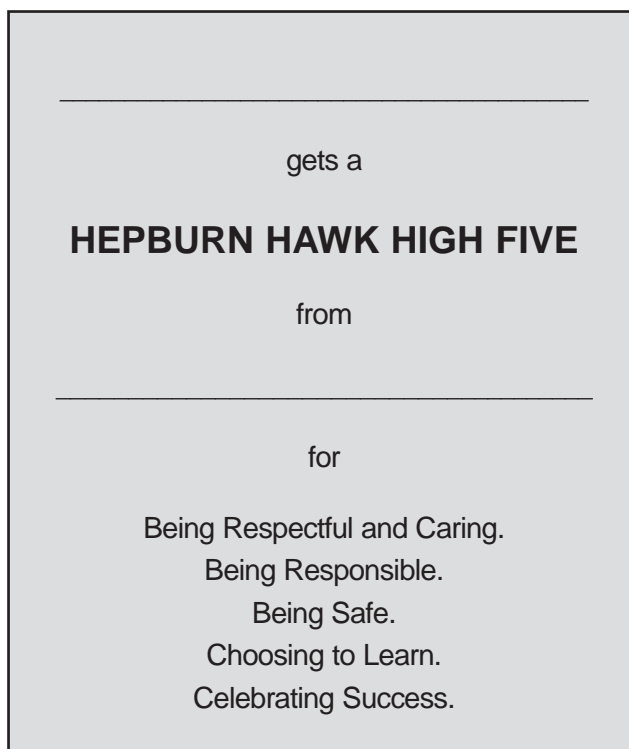 gets a
HEPBURN HAWK HIGH FIVE
from
for
Being Respectful and Caring.
Being Responsible.
Being Safe.
Choosing to Learn.
Celebrating Success.